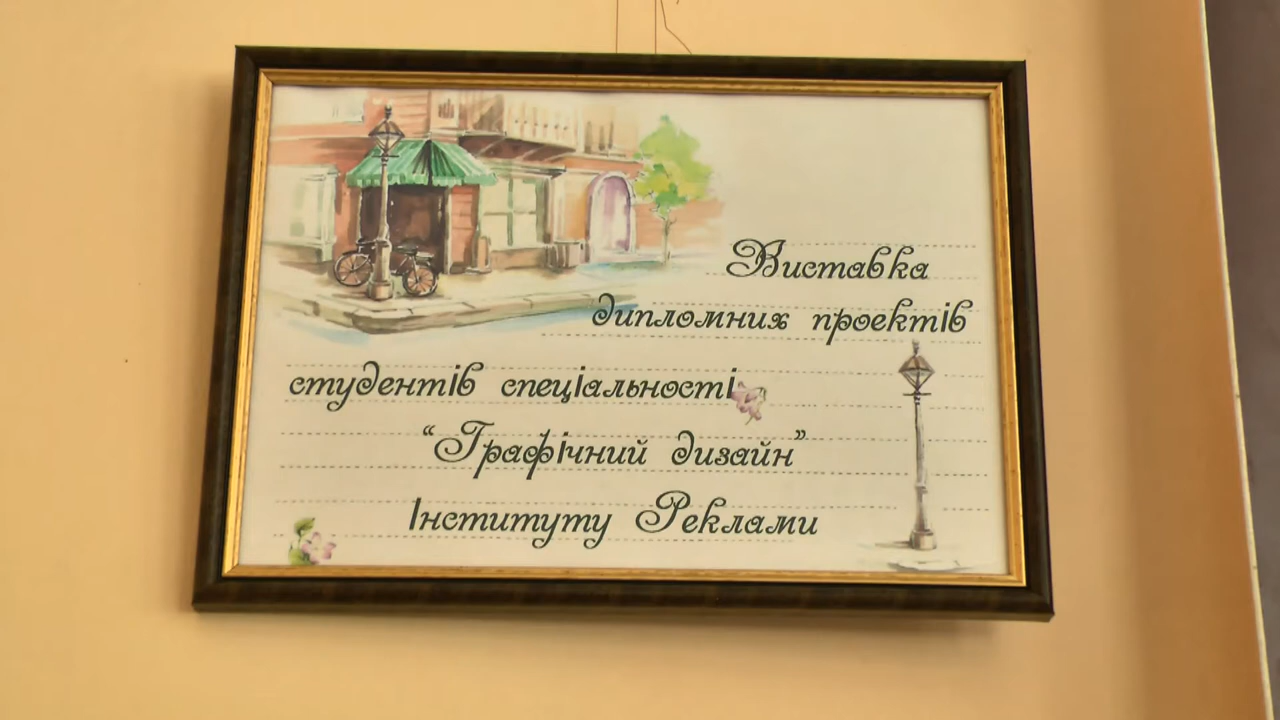 Виставка
дипломних проектів
студентів спеціальності
“Графічний дизайн”
Інституту Реклами